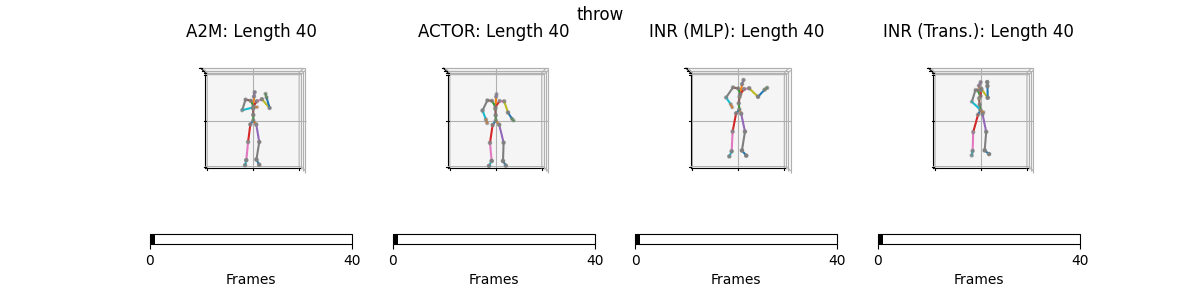 throw
A2M: Length 40
ACTOR: Length 40
INR (MLP): Length 40
INR (Trans.): Length 40
0 40
0 40
0 40
0 40
Frames
Frames
Frames
Frames